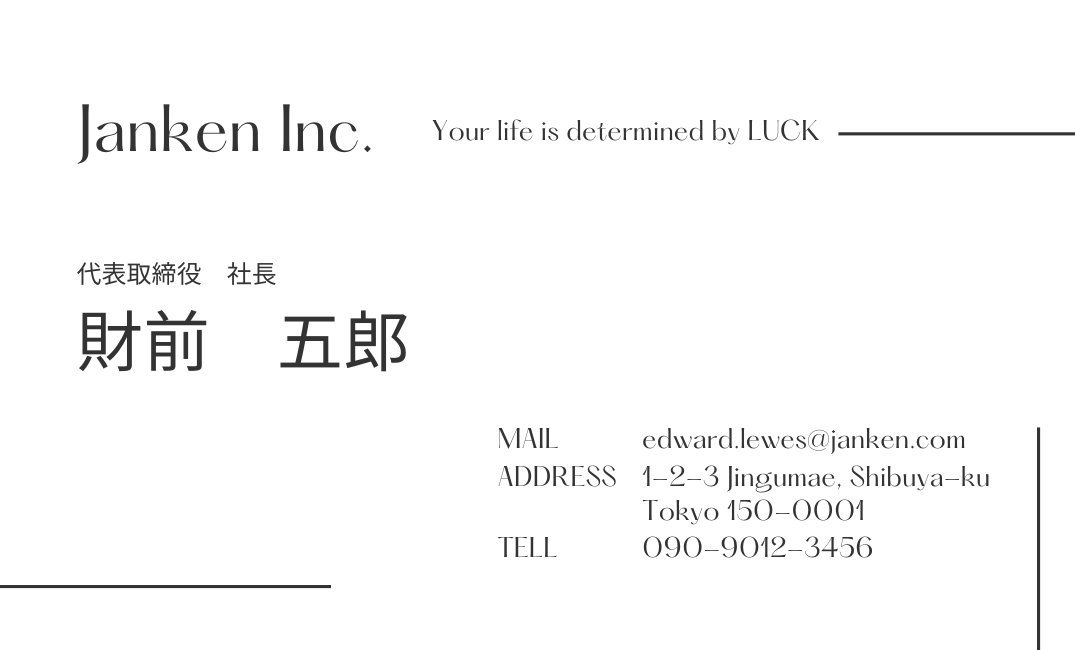 Janken Inc.
Your life is determined by LUCK
代表取締役　社長
財前　五郎
MAIL edward.lewes@janken.com
ADDRESS 1-2-3 Jingumae, Shibuya-ku
Tokyo 150-0001
TELL 090-9012-3456